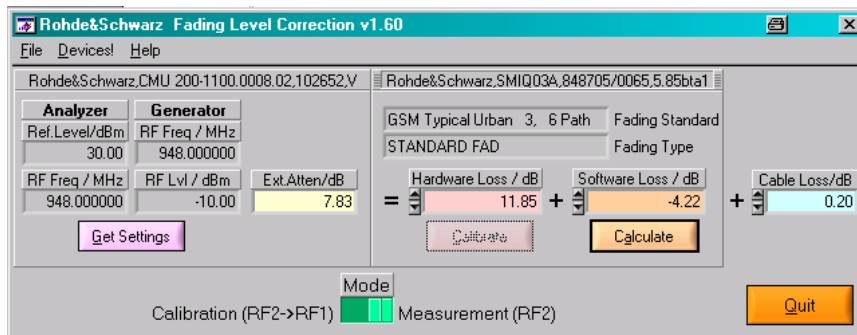 Rohde&Schwarz Fading Level Correction v1.60
File Devices! Help
Rohde&Schwarz,CMU 200-1100.0008.02,102652,V
Rohde&Schwarz,SMIQ03A,848705/0065,5.85bta1
Analyzer Generator
Ref.Level/dBm RF Freq / MHz
30.00 948.000000
GSM Typical Urban 3, 6 Path Fading Standard
STANDARD FAD Fading Type
RF Freq / MHz RF Lvl / dBm Ext.Atten/dB Hardware Loss / dB Software Loss / dB Cable Loss/dB
948.000000 -10.00 7.83 = 11.85 + -4.22 + 0.20
Get Settings Calibrate Calculate
Mode
Calibration (RF2->RF1) Measurement (RF2)
Quit